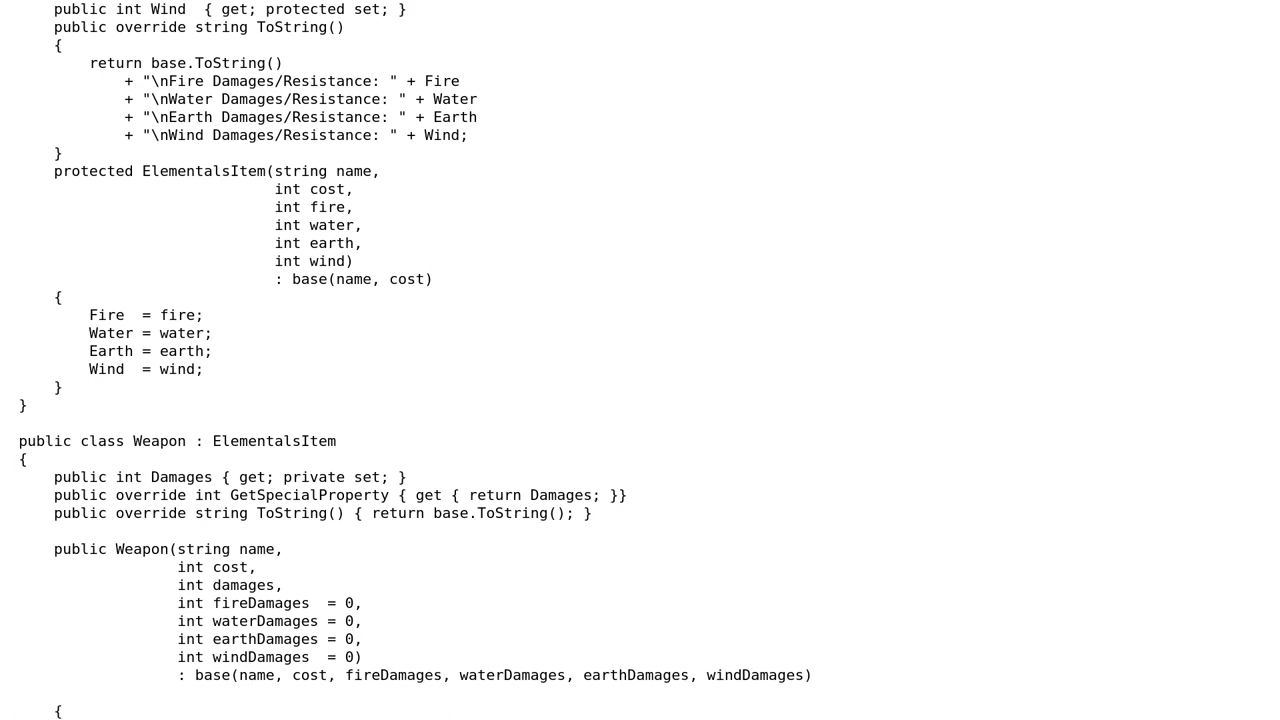 public int Wind  { get; protected set; }
    public override string ToString()
    {
        return base.ToString()
            + "\nFire Damages/Resistance: " + Fire
            + "\nWater Damages/Resistance: " + Water
            + "\nEarth Damages/Resistance: " + Earth
            + "\nWind Damages/Resistance: " + Wind;
    }
    protected ElementalsItem(string name,
                             int cost,
                             int fire,
                             int water,
                             int earth,
                             int wind)
                             : base(name, cost)
    {
        Fire  = fire;
        Water = water;
        Earth = earth;
        Wind  = wind;
    }
}

public class Weapon : ElementalsItem
{
    public int Damages { get; private set; }
    public override int GetSpecialProperty { get { return Damages; }}
    public override string ToString() { return base.ToString(); }

    public Weapon(string name,
                  int cost,
                  int damages,
                  int fireDamages  = 0,
                  int waterDamages = 0,
                  int earthDamages = 0,
                  int windDamages  = 0)
                  : base(name, cost, fireDamages, waterDamages, earthDamages, windDamages)

    {